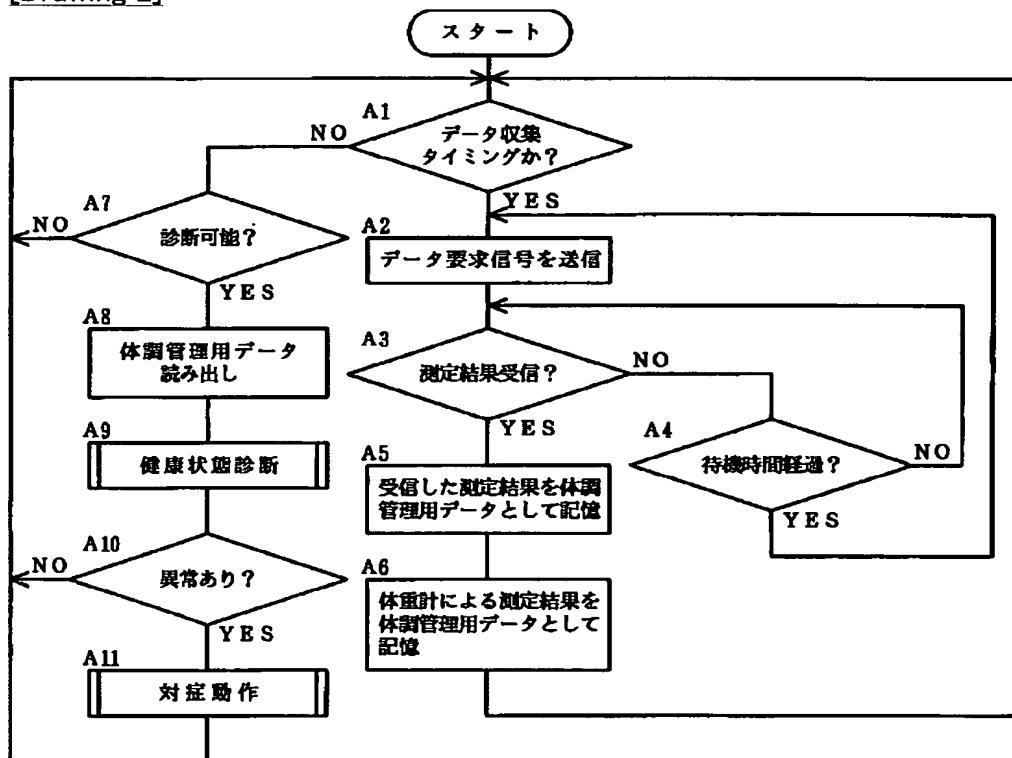 スタート
A1
NO
データ収集
タイミングか?
YES
A7
NO
診断可能?
YES
A2
データ要求信号を送信
A8
体調管理用データ
読み出し
A3
測定結果受信?
NO
YES
A4
待機時間経過?
NO
YES
A9
健康状態診断
A5
受信した測定結果を体調
管理用データとして記憶
A10
NO
異常あり?
YES
A6
体重計による測定結果を
体調管理用データとして
記憶
A11
対症動作